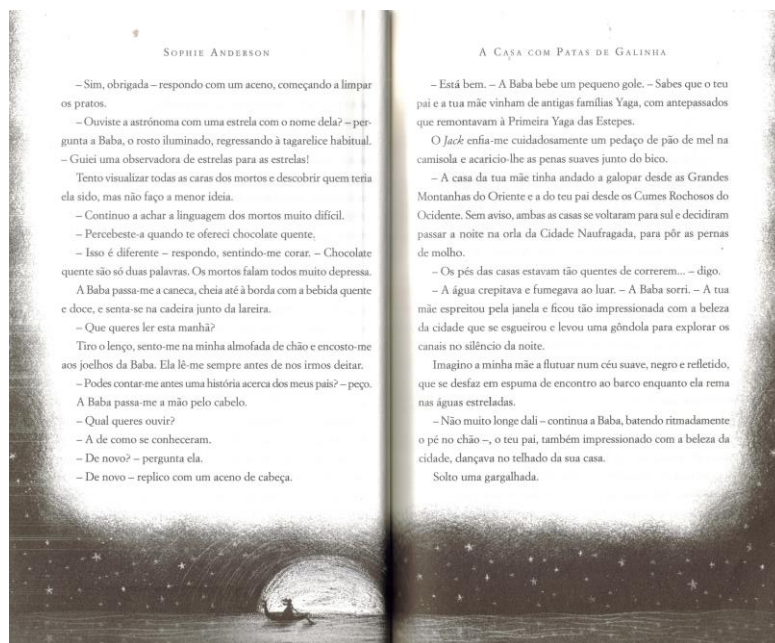 SOPHIE ANDERSON
– Sim, obrigada – respondo com um aceno, começando a limpar
os pratos.
– Ouviste a astrónoma com uma estrela com o nome dela? – per-
gunta a Baba, o rosto iluminado, regressando à tagarelice habitual.
– Guiei uma observadora de estrelas para as estrelas!
Tento visualizar todas as caras dos mortos e descobrir quem teria
ela sido, mas não faço a menor ideia.
– Continuo a achar a linguagem dos mortos muito difícil.
– Percebeste-a quando te ofereci chocolate quente.
– Isso é diferente – respondo, sentindo-me corar. – Chocolate
quente são só duas palavras. Os mortos falam todos muito depressa.
A Baba passa-me a caneca, cheia até à borda com a bebida quente
e doce, e senta-se na cadeira junto da lareira.
– Que queres ler esta manhã?
Tiro o lenço, sento-me na minha almofada de chão e encosto-me
aos joelhos da Baba. Ela lê-me sempre antes de nos irmos deitar.
– Podes contar-me antes uma história acerca dos meus pais? – peço.
A Baba passa-me a mão pelo cabelo.
– Qual queres ouvir?
– A de como se conheceram.
– De novo? – pergunta ela.
– De novo – replico com um aceno de cabeça.
A CASA COM PATAS DE GALINHA
– Está bem. – A Baba bebe um pequeno gole. – Sabes que o teu
pai e a tua mãe vinham de antigas famílias Yaga, com antepassados
que remontavam à Primeira Yaga das Estepes.
O Jack enfia-me cuidadosamente um pedaço de pão de mel na
camisola e acaricio-lhe as penas suaves junto do bico.
– A casa da tua mãe tinha andado a galopar desde as Grandes
Montanhas do Oriente e a do teu pai desde os Cumes Rochosos do
Ocidente. Sem aviso, ambas as casas se voltaram para sul e decidiram
passar a noite na orla da Cidade Naufragada, para pôr as pernas
de molho.
– Os pés das casas estavam tão quentes de correrem... – digo.
– A água crepitava e fumegava ao luar. – A Baba sorri. – A tua
mãe espreitou pela janela e ficou tão impressionada com a beleza
da cidade que se esgueirou e levou uma gôndola para explorar os
canais no silêncio da noite.
Imagino a minha mãe a flutuar num céu suave, negro e refletido,
que se desfaz em espuma de encontro ao barco enquanto ela rema
nas águas estreladas.
– Não muito longe dali – continua a Baba, batendo ritmadamente
o pé no chão –, o teu pai, também impressionado com a beleza da
cidade, dançava no telhado da sua casa.
Solto uma gargalhada.